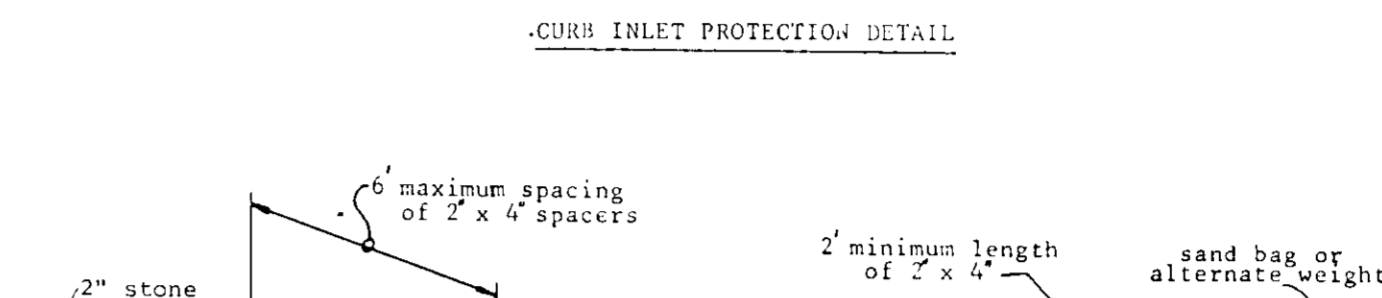 CURB INLET PROTECTION DETAIL
6' maximum spacing
of 2" x 4" spacers
2' minimum length
of 2" x 4"
sand bag or
alternate weight
2" stone